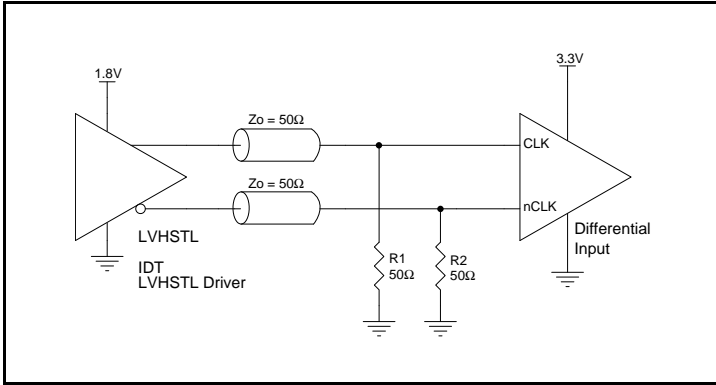 3.3V
1.8V
Zo = 50Ω
CLK
Zo = 50Ω
nCLK
Differential
Input
LVHSTL
IDT
LVHSTL Driver
R1
50Ω
R2
50Ω